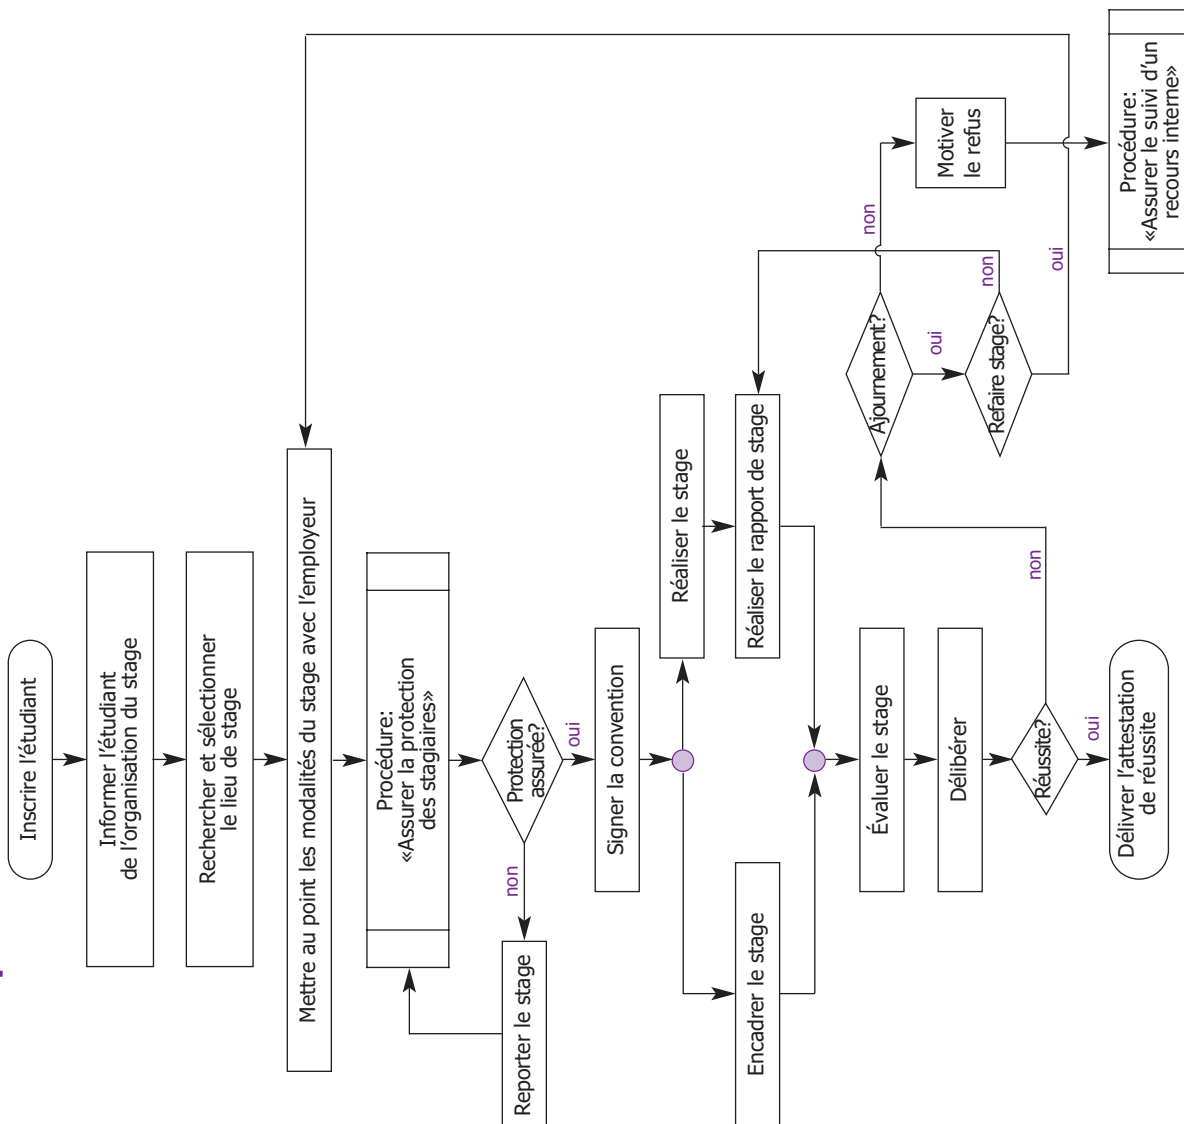 Inscrire l'étudiant
Informer l'étudiant
de l'organisation du stage
Rechercher et sélectionner
le lieu de stage
Mettre au point les modalités du stage avec l'employeur
Procédure:
«Assurer la protection
des stagiaires»
Protection
assurée?
non
oui
Reporter le stage
Signer la convention
Réaliser le stage
Encadrer le stage
Réaliser le rapport de stage
Évaluer le stage
Délibérer
Réussite?
non
oui
Délivrer l'attestation
de réussite
Ajournement?
non
oui
Refaire stage?
non
oui
Motiver
le refus
Procédure:
«Assurer le suivi d'un
recours interne»